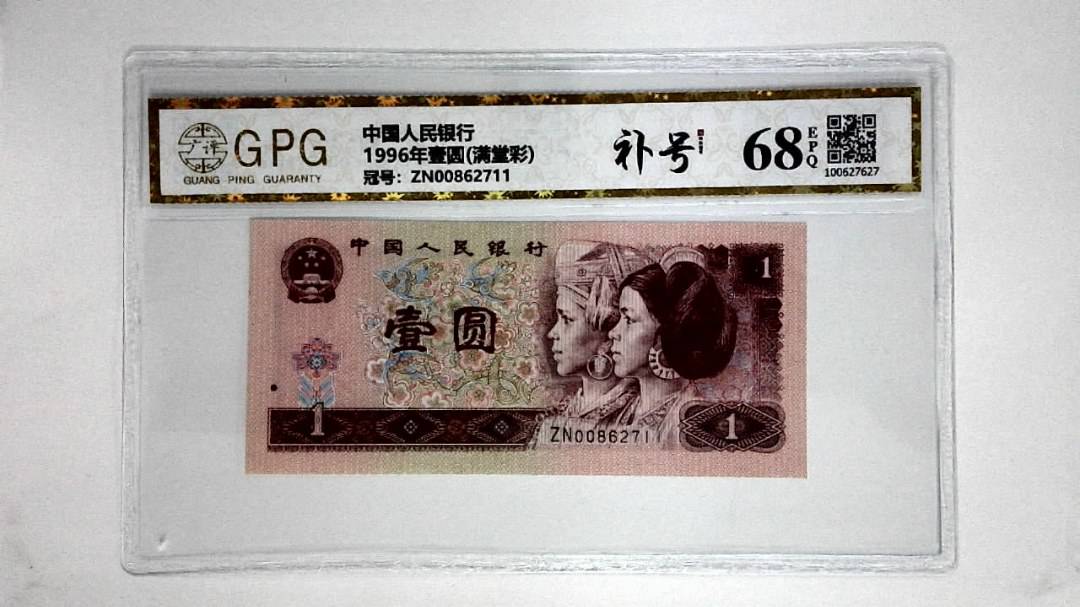 GPG
GUANG PING GUARANTY
中国人民银行
1996年壹圆(满堂彩)
冠号: ZN00862711
补号
68
EPQ
100627627
中国人民银行
壹圆
1
1
ZN00862711
1